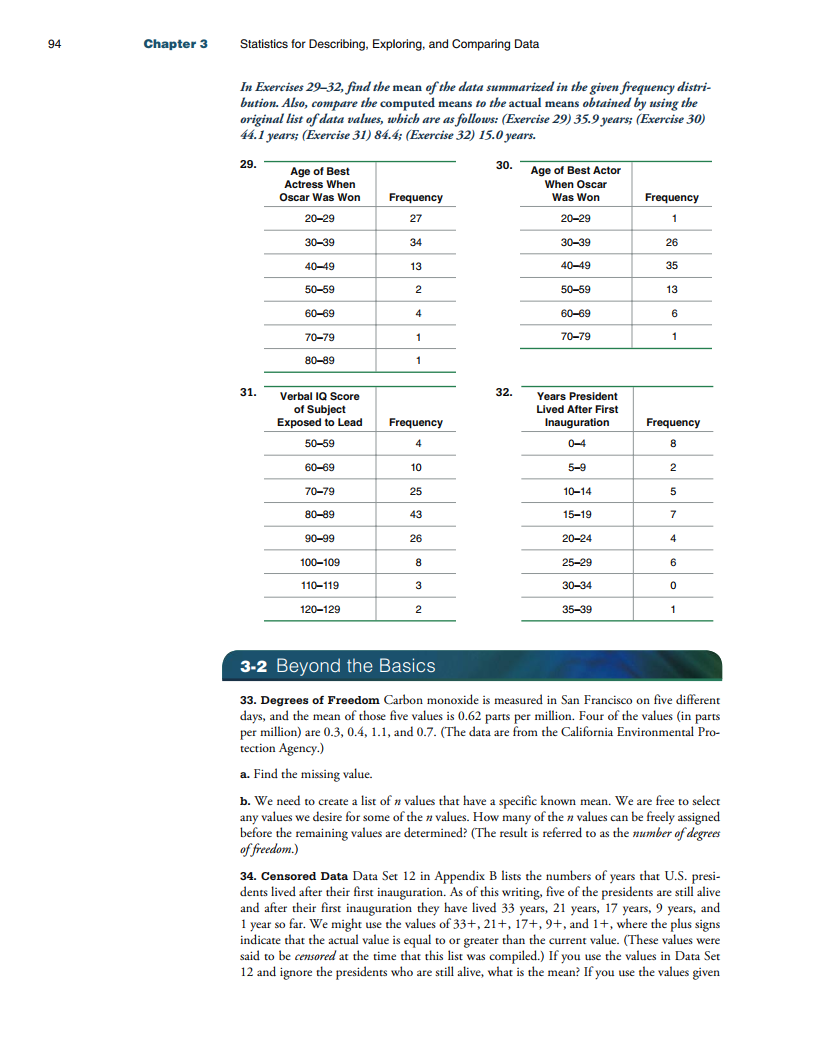 94 Chapter 3 Statistics for Describing, Exploring, and Comparing Data
In Exercises 29–32, find the mean of the data summarized in the given frequency distri-
bution. Also, compare the computed means to the actual means obtained by using the
original list of data values, which are as follows: (Exercise 29) 35.9 years; (Exercise 30)
44.1 years; (Exercise 31) 84.4; (Exercise 32) 15.0 years.
29.
Age of Best
Actress When
Oscar Was Won Frequency
20–29 27
30–39 34
40–49 13
50–59 2
60–69 4
70–79 1
80–89 1
30.
Age of Best Actor
When Oscar
Was Won Frequency
20–29 1
30–39 26
40–49 35
50–59 13
60–69 6
70–79 1
31.
Verbal IQ Score
of Subject
Exposed to Lead Frequency
50–59 4
60–69 10
70–79 25
80–89 43
90–99 26
100–109 8
110–119 3
120–129 2
32.
Years President
Lived After First
Inauguration Frequency
0–4 8
5–9 2
10–14 5
15–19 7
20–24 4
25–29 6
30–34 0
35–39 1
3-2 Beyond the Basics
33. Degrees of Freedom Carbon monoxide is measured in San Francisco on five different
days, and the mean of those five values is 0.62 parts per million. Four of the values (in parts
per million) are 0.3, 0.4, 1.1, and 0.7. (The data are from the California Environmental Pro-
tection Agency.)
a. Find the missing value.
b. We need to create a list of n values that have a specific known mean. We are free to select
any values we desire for some of the n values. How many of the n values can be freely assigned
before the remaining values are determined? (The result is referred to as the number of degrees
of freedom.)
34. Censored Data Data Set 12 in Appendix B lists the numbers of years that U.S. presi-
dents lived after their first inauguration. As of this writing, five of the presidents are still alive
and after their first inauguration they have lived 33 years, 21 years, 17 years, 9 years, and
1 year so far. We might use the values of 33+, 21+, 17+, 9+, and 1+, where the plus signs
indicate that the actual value is equal to or greater than the current value. (These values were
said to be censored at the time that this list was compiled.) If you use the values in Data Set
12 and ignore the presidents who are still alive, what is the mean? If you use the values given